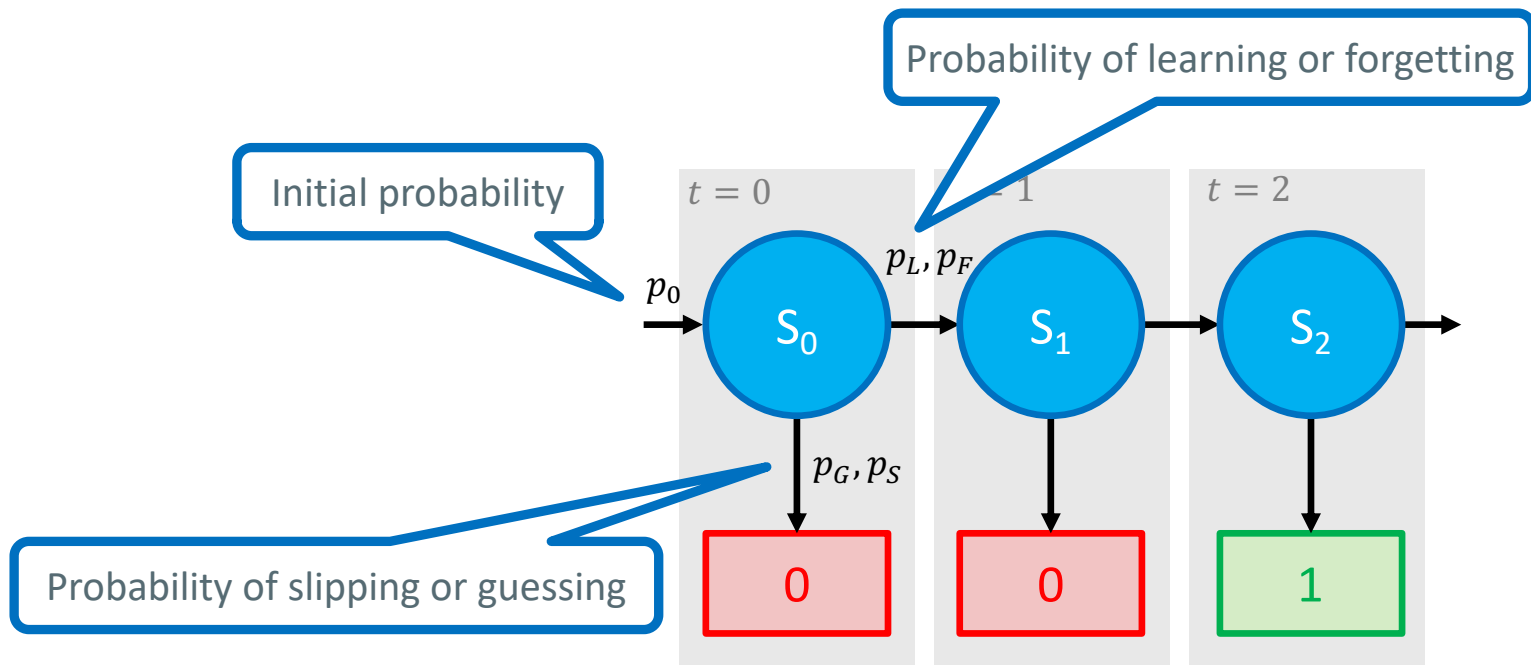 Probability of learning or forgetting
Initial probability
t = 0
1
t = 2
p_L, p_F
p_0
S_0
S_1
S_2
p_G, p_S
Probability of slipping or guessing
0
0
1